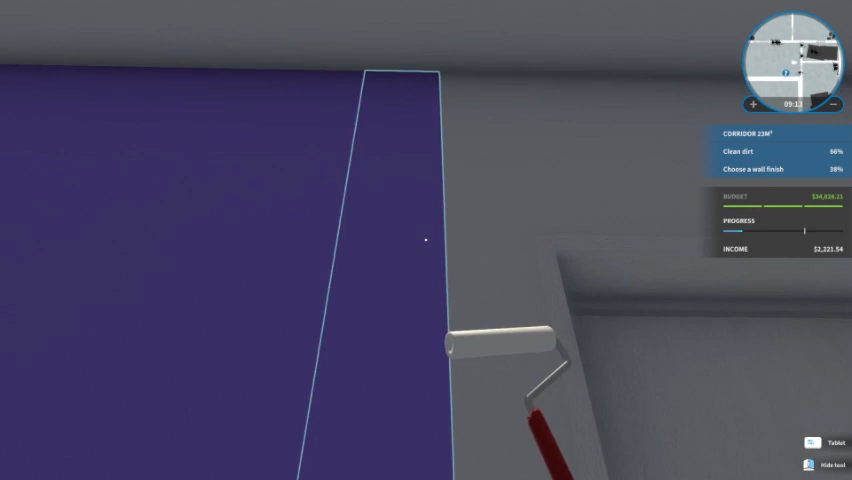 09:13
CORRIDOR 23M²
Clean dirt 66%
Choose a wall finish 38%
BUDGET $34,828.21
PROGRESS
INCOME $2,221.54
Tablet
Hide tool